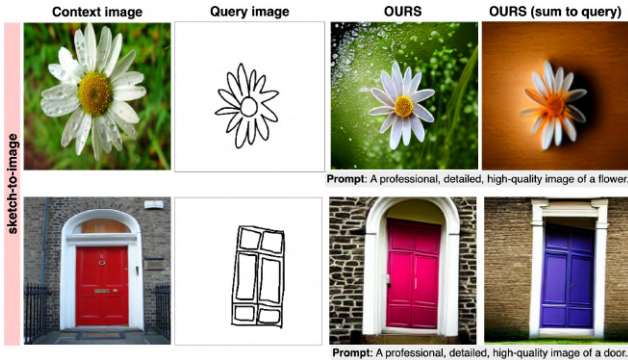 Context image Query image OURS OURS (sum to query)
sketch-to-image
Prompt: A professional, detailed, high-quality image of a flower.
Prompt: A professional, detailed, high-quality image of a door.